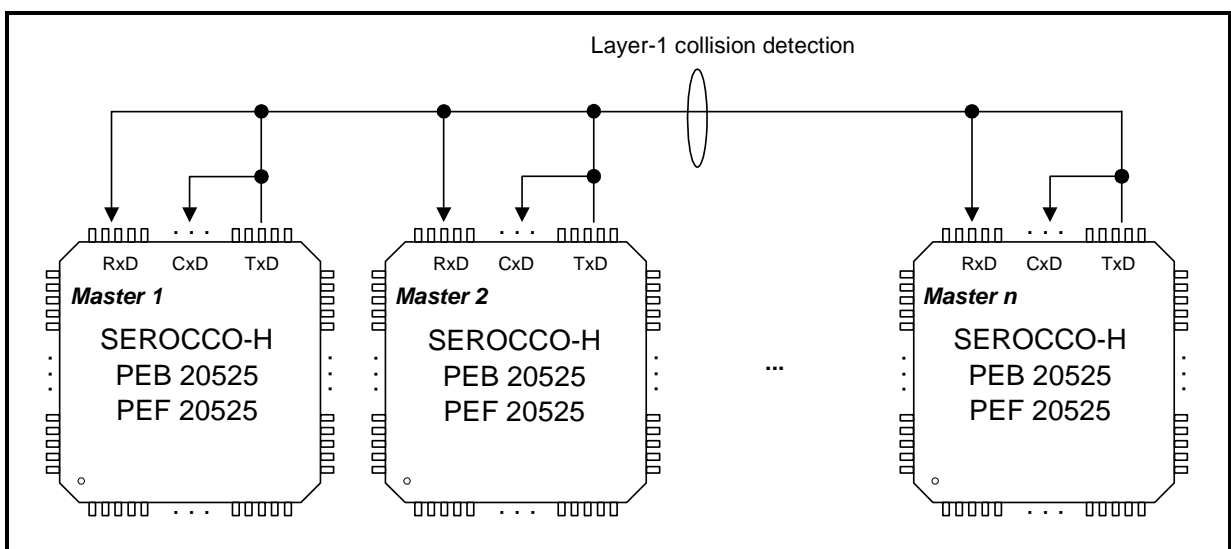 Layer-1 collision detection
. . .
RxD CxD TxD
Master 1
SEROCCO-H
PEB 20525
PEF 20525
. . .
. . .
RxD CxD TxD
Master 2
SEROCCO-H
PEB 20525
PEF 20525
. . .
...
. . .
RxD CxD TxD
Master n
SEROCCO-H
PEB 20525
PEF 20525
. . .